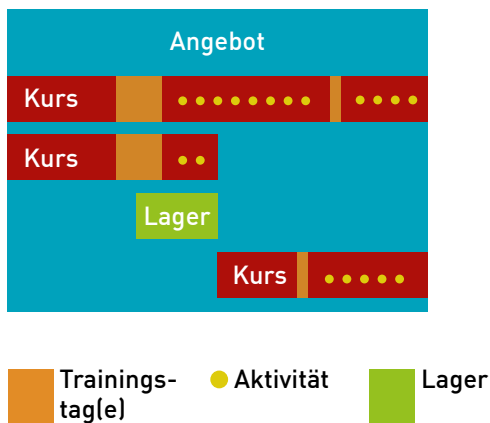 Angebot
Kurs
Kurs
Lager
Kurs
Trainings-
tag(e)
Aktivität
Lager